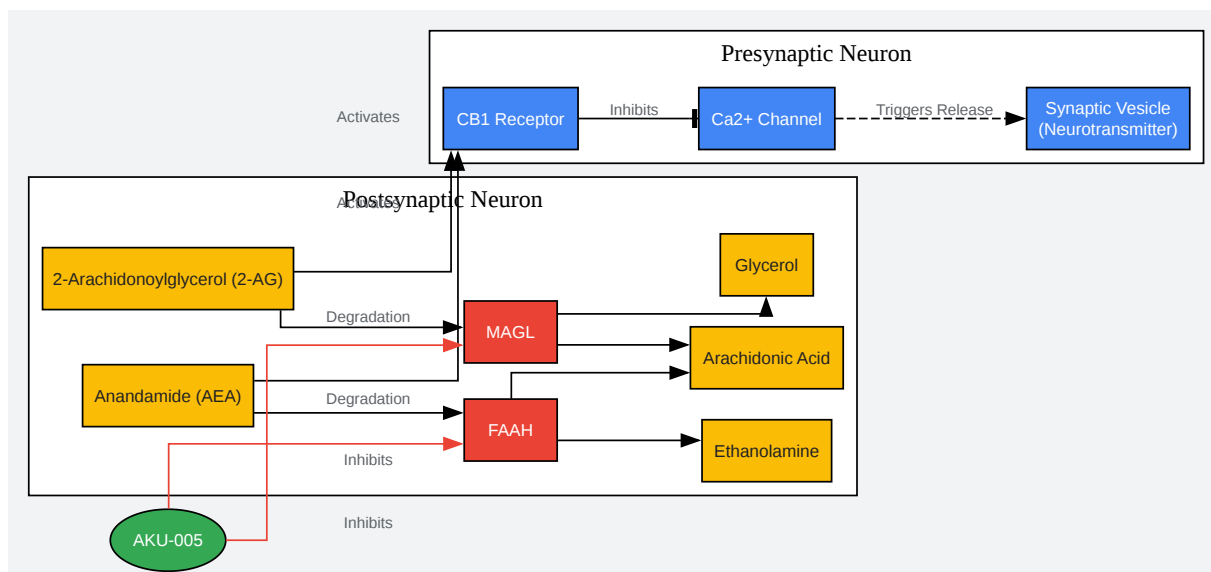 Presynaptic Neuron
Activates
CB1 Receptor
Inhibits
Ca2+ Channel
Triggers Release
Synaptic Vesicle
(Neurotransmitter)
Postsynaptic Neuron
Activates
2-Arachidonoylglycerol (2-AG)
Glycerol
Degradation
MAGL
Arachidonic Acid
Anandamide (AEA)
Degradation
FAAH
Ethanolamine
Inhibits
Inhibits
AKU-005